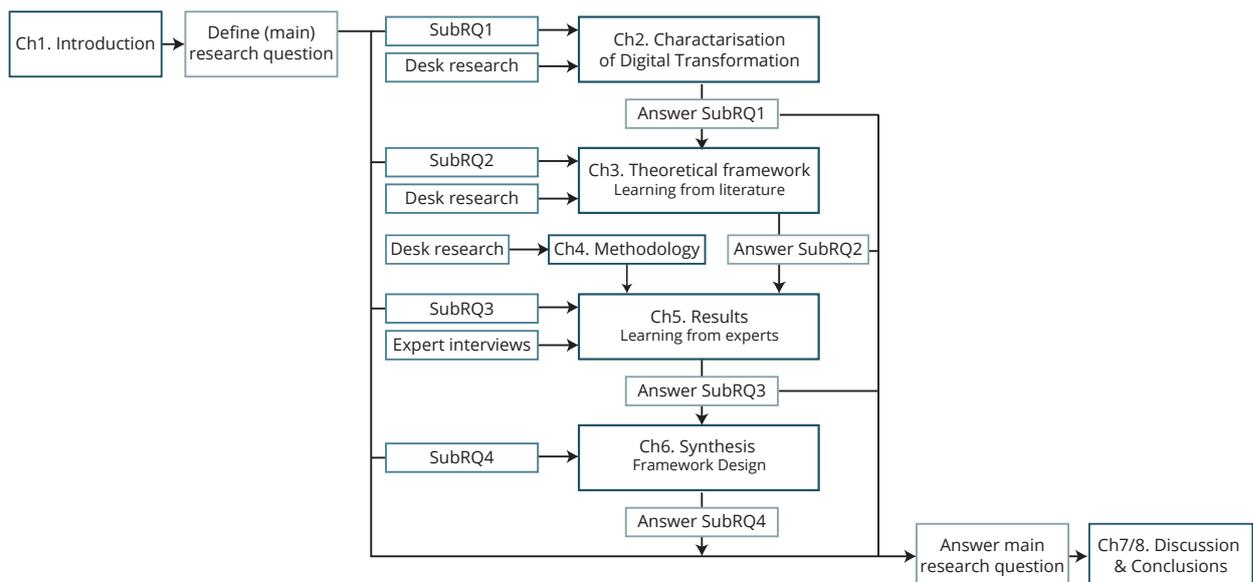 Ch1. Introduction
Define (main)
research question
SubRQ1
Desk research
Ch2. Charactarisation
of Digital Transformation
Answer SubRQ1
SubRQ2
Desk research
Ch3. Theoretical framework
Learning from literature
Desk research
Ch4. Methodology
Answer SubRQ2
SubRQ3
Expert interviews
Ch5. Results
Learning from experts
Answer SubRQ3
SubRQ4
Ch6. Synthesis
Framework Design
Answer SubRQ4
Answer main
research question
Ch7/8. Discussion
& Conclusions